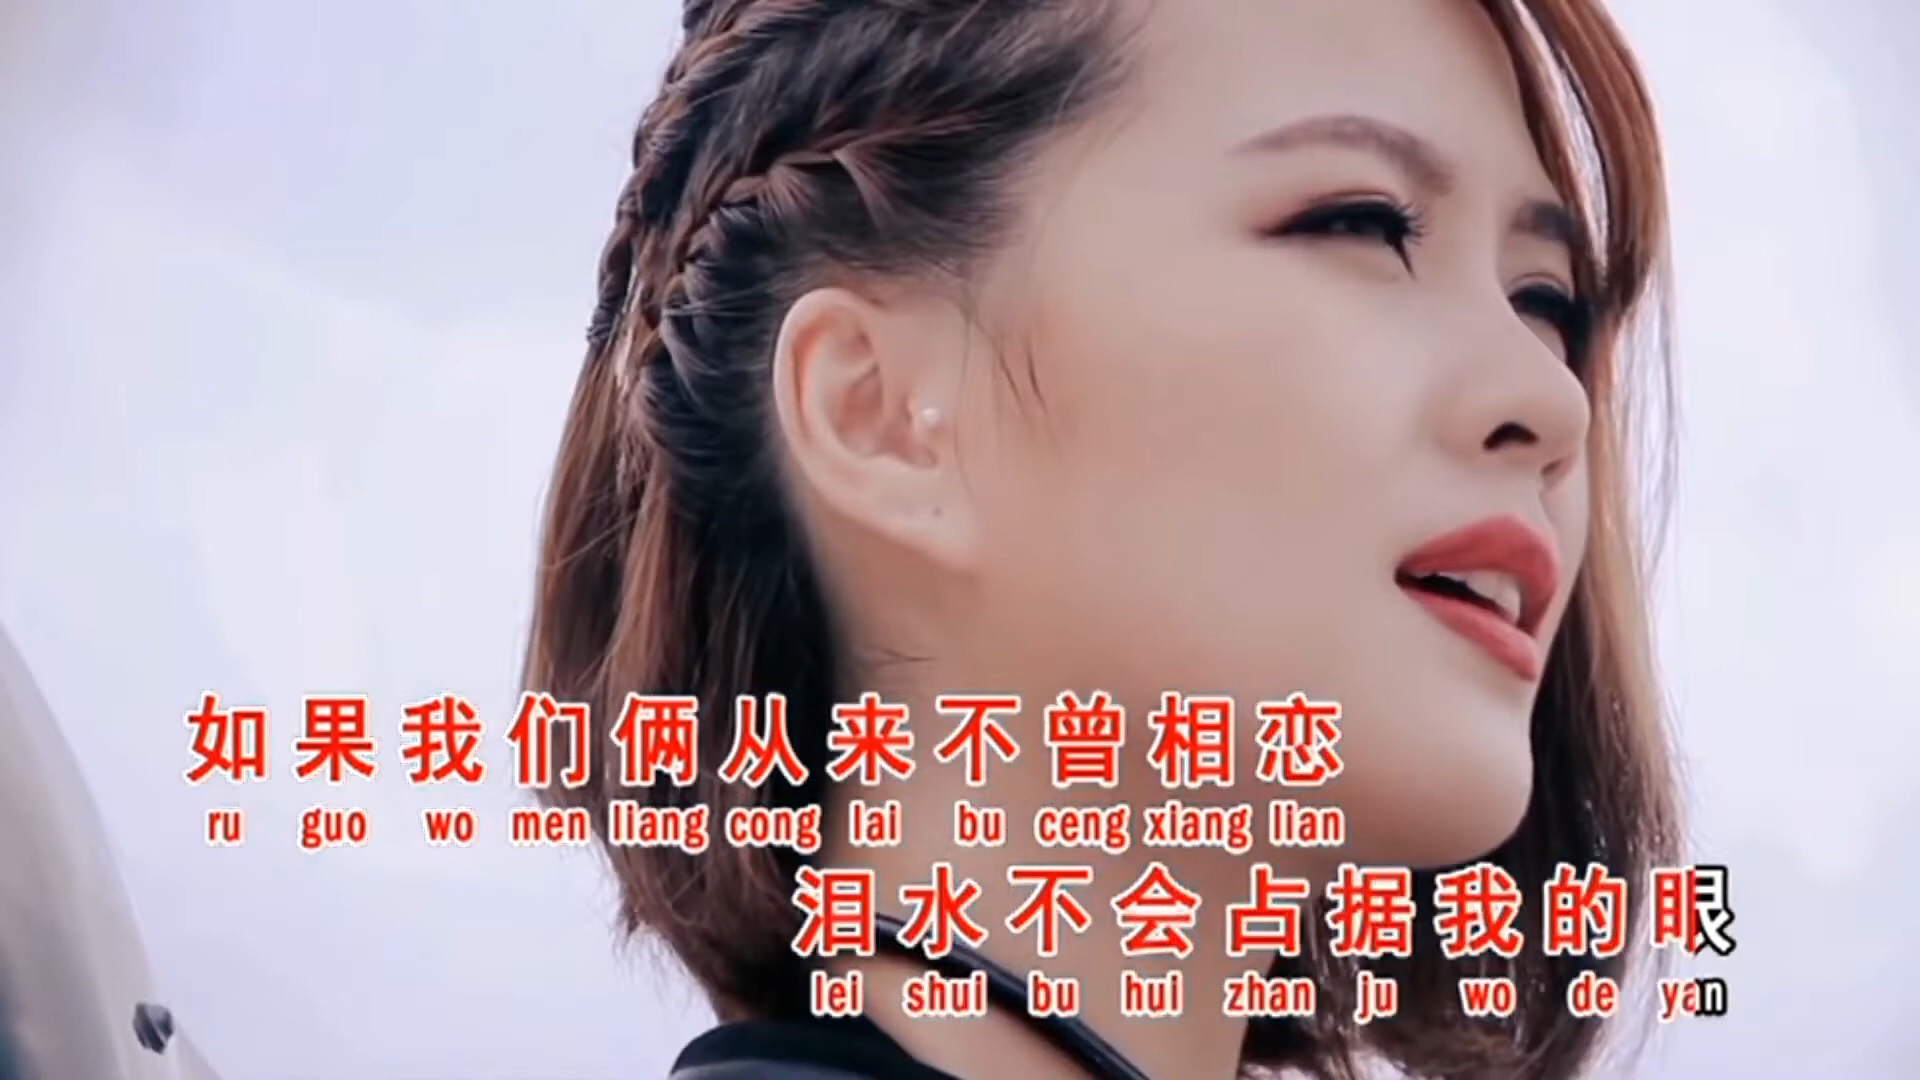 如果我们俩从来不曾相恋
ru guo wo men liang cong lai bu ceng xiang lian
泪水不会占据我的眼
lei shui bu hui zhan ju wo de yan